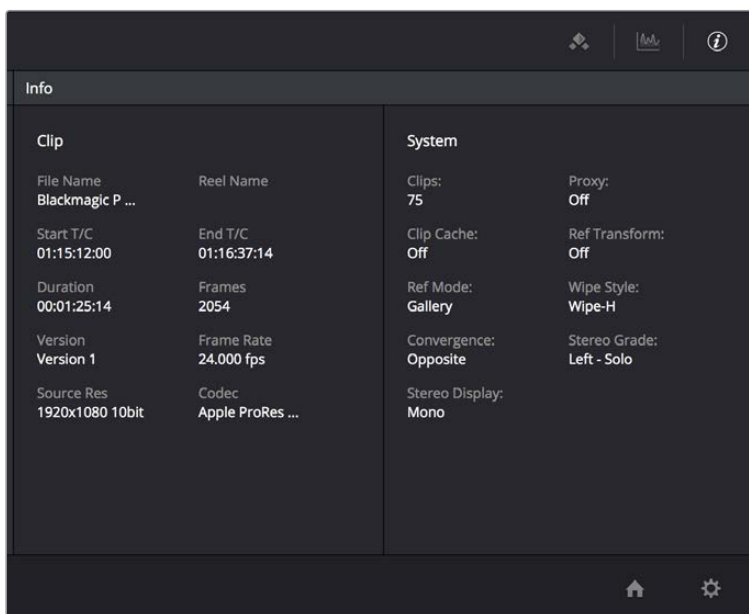 Info
Clip
File Name
Blackmagic P ...
Reel Name
Start T/C
01:15:12:00
End T/C
01:16:37:14
Duration
00:01:25:14
Frames
2054
Version
Version 1
Frame Rate
24.000 fps
Source Res
1920x1080 10bit
Codec
Apple ProRes ...
System
Clips:
75
Proxy:
Off
Clip Cache:
Off
Ref Transform:
Off
Ref Mode:
Gallery
Wipe Style:
Wipe-H
Convergence:
Opposite
Stereo Grade:
Left - Solo
Stereo Display:
Mono